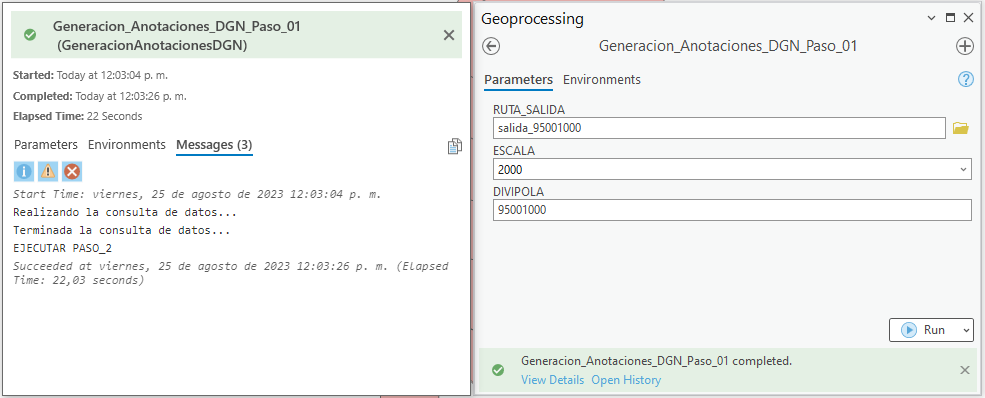 Generacion_Anotaciones_DGN_Paso_01
(GeneracionAnotacionesDGN)
Started: Today at 12:03:04 p. m.
Completed: Today at 12:03:26 p. m.
Elapsed Time: 22 Seconds
Parameters Environments Messages (3)
Start Time: viernes, 25 de agosto de 2023 12:03:04 p. m.
Realizando la consulta de datos...
Terminada la consulta de datos...
EJECUTAR PASO_2
Succeeded at viernes, 25 de agosto de 2023 12:03:26 p. m. (Elapsed
Time: 22,03 seconds)
Geoprocessing
Generacion_Anotaciones_DGN_Paso_01
Parameters Environments
RUTA_SALIDA
salida_95001000
ESCALA
2000
DIVIPOLA
95001000
Run
Generacion_Anotaciones_DGN_Paso_01 completed.
View Details Open History